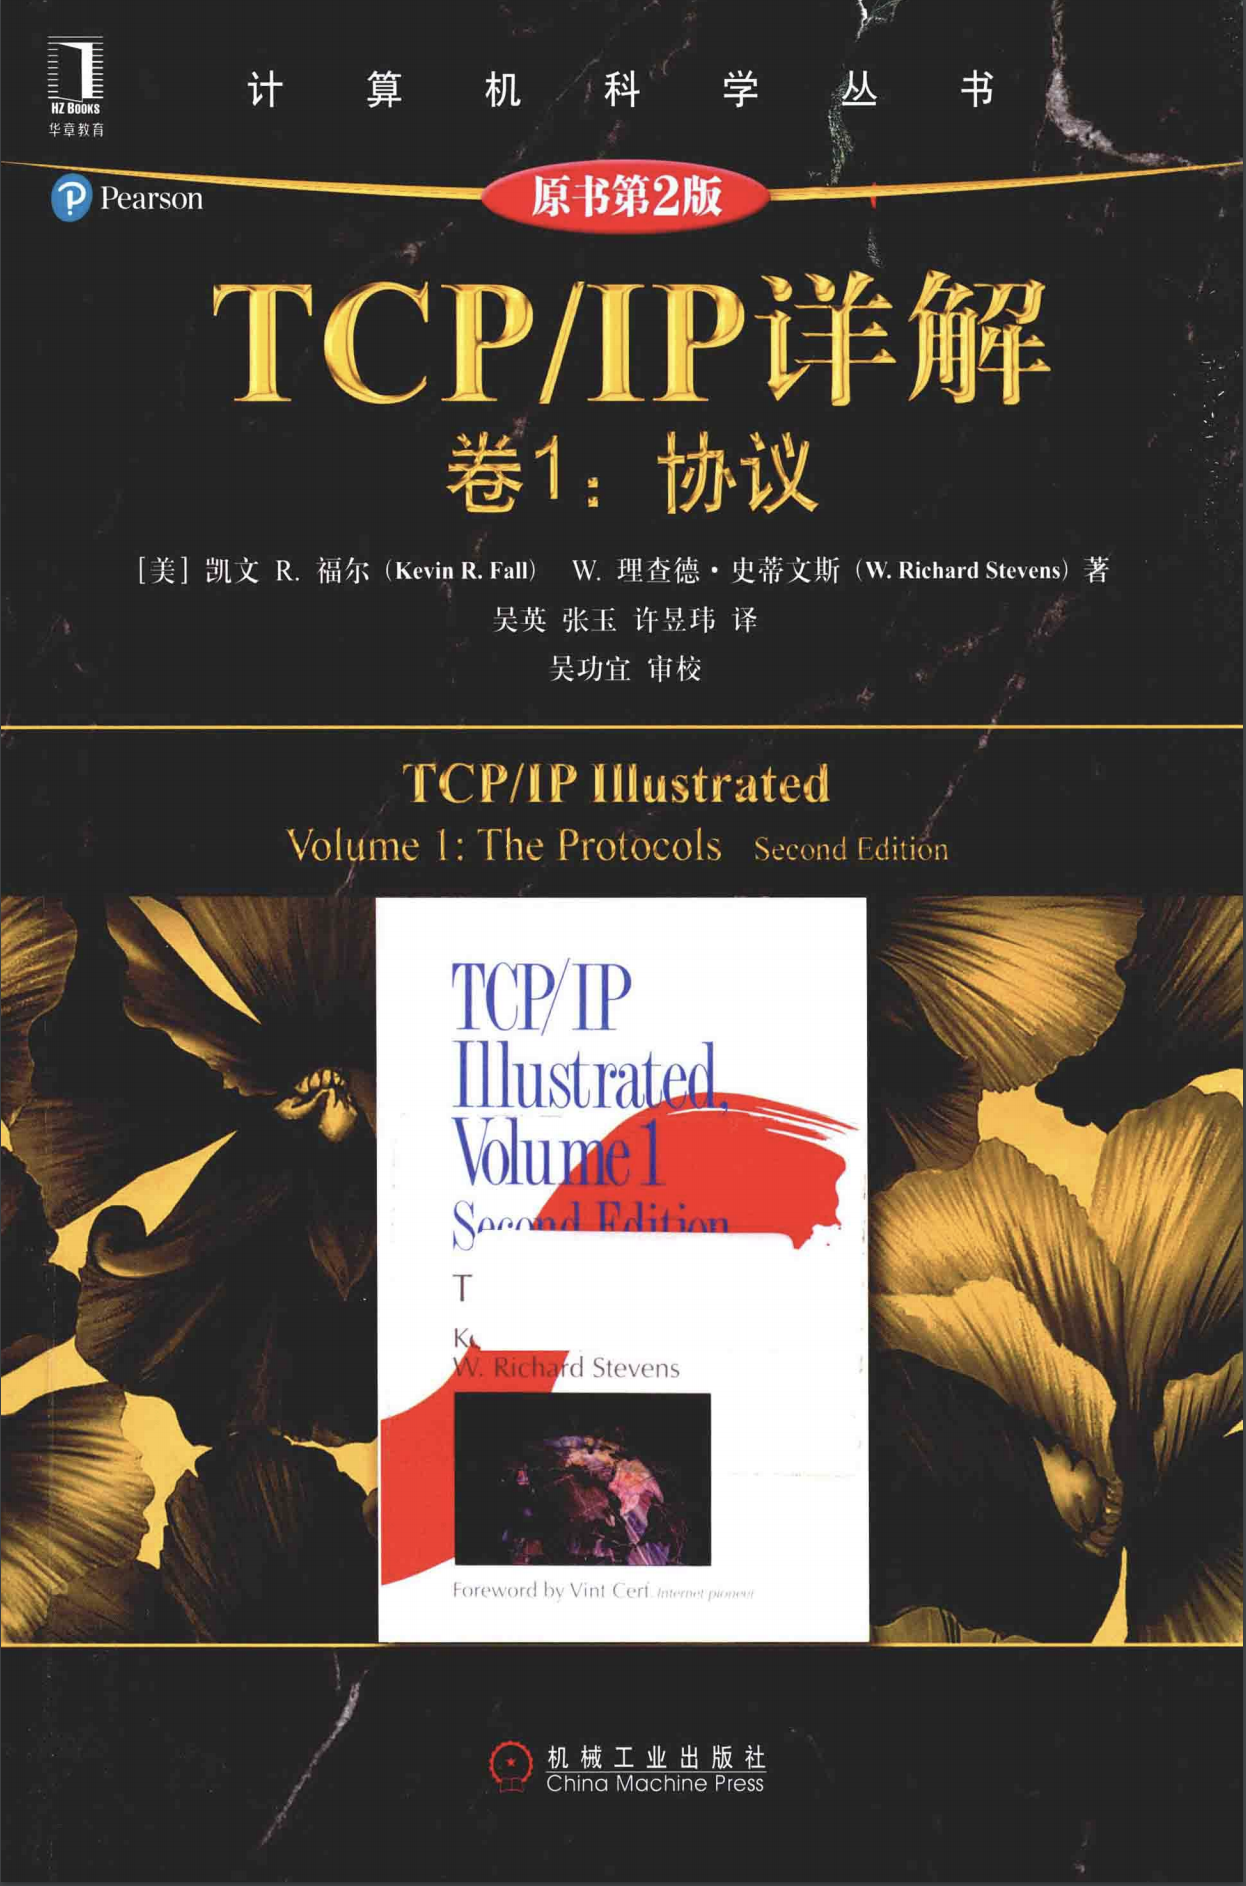 HZ BOOKS
华章教育
计算机科学丛书
Pearson
原书第2版
TCP/IP详解
卷1：协议
[美] 凯文 R. 福尔（Kevin R. Fall） W. 理查德·史蒂文斯（W. Richard Stevens）著
吴英 张玉 许昱玮 译
吴功宜 审校
TCP/IP Illustrated
Volume 1: The Protocols Second Edition
TCP/IP
Illustrated,
Volume 1
Second Edition
T
K
W. Richard Stevens
Foreword by Vint Cerf, Internet pioneer
机械工业出版社
China Machine Press